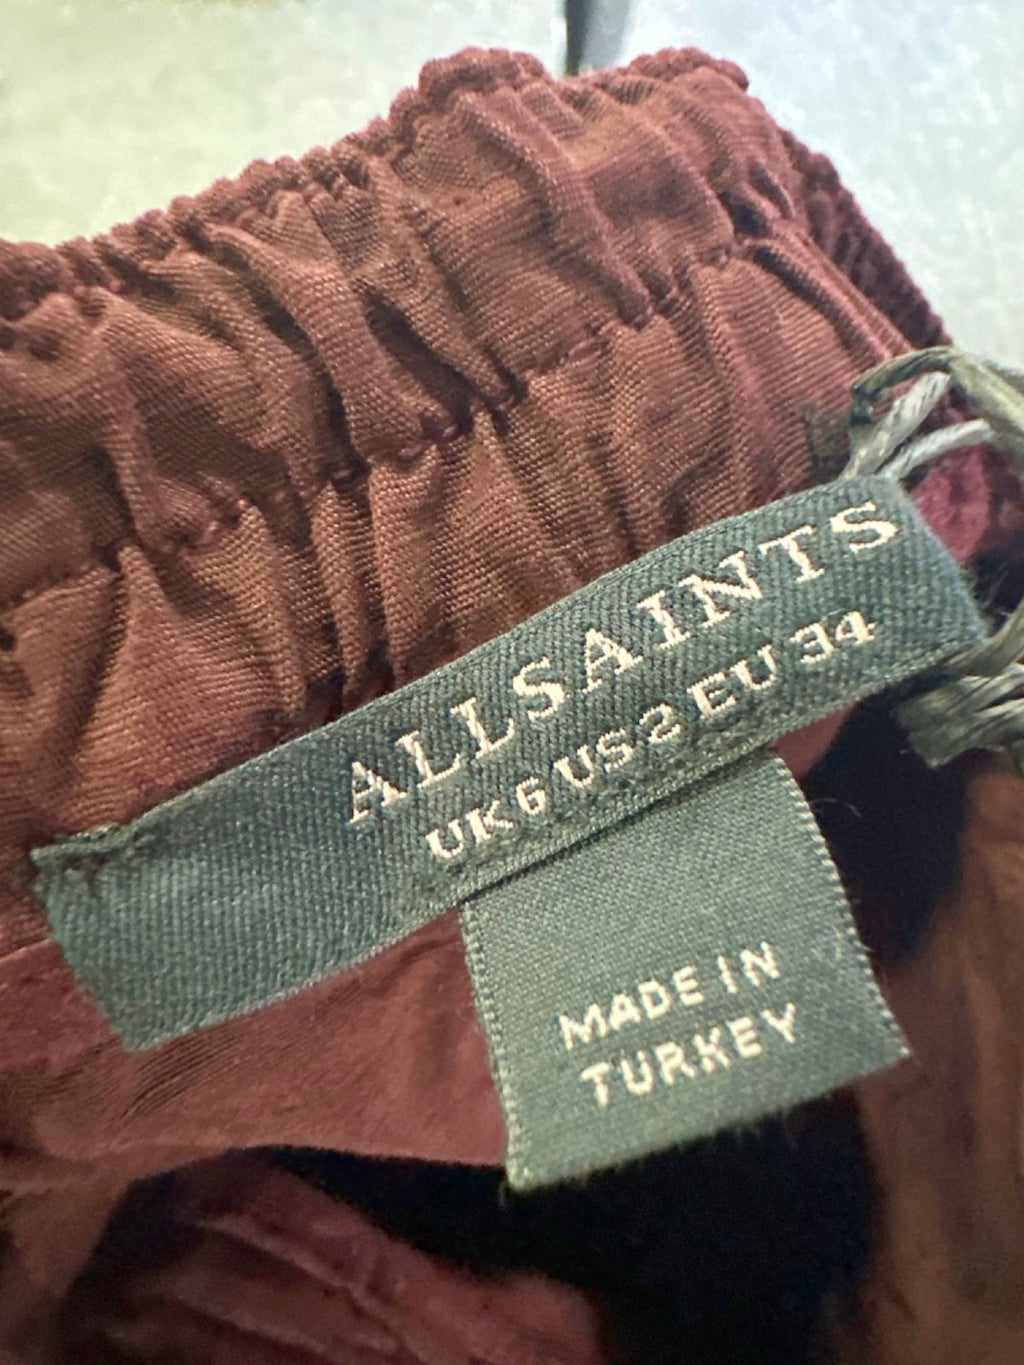 ALLSAINTS
UK 6 US 2 EU 34
MADE IN
TURKEY